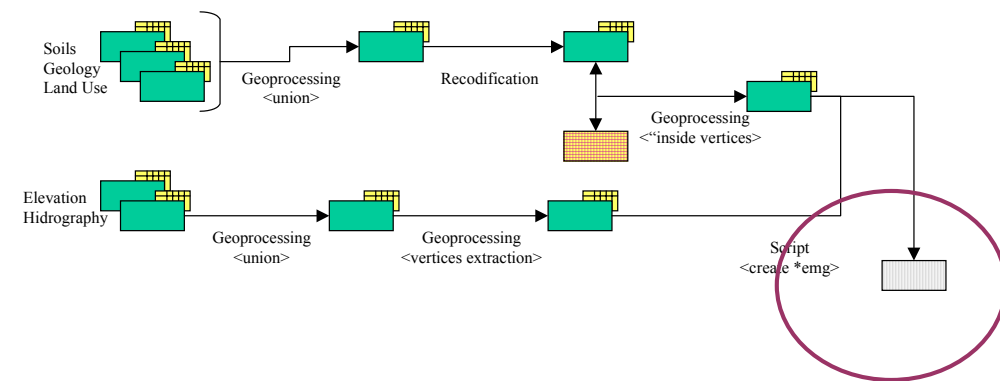 Soils
Geology
Land Use
Geoprocessing
<union>
Recodification
Geoprocessing
<“inside vertices>
Elevation
Hidrography
Geoprocessing
<union>
Geoprocessing
<vertices extraction>
Script
<create *emg>